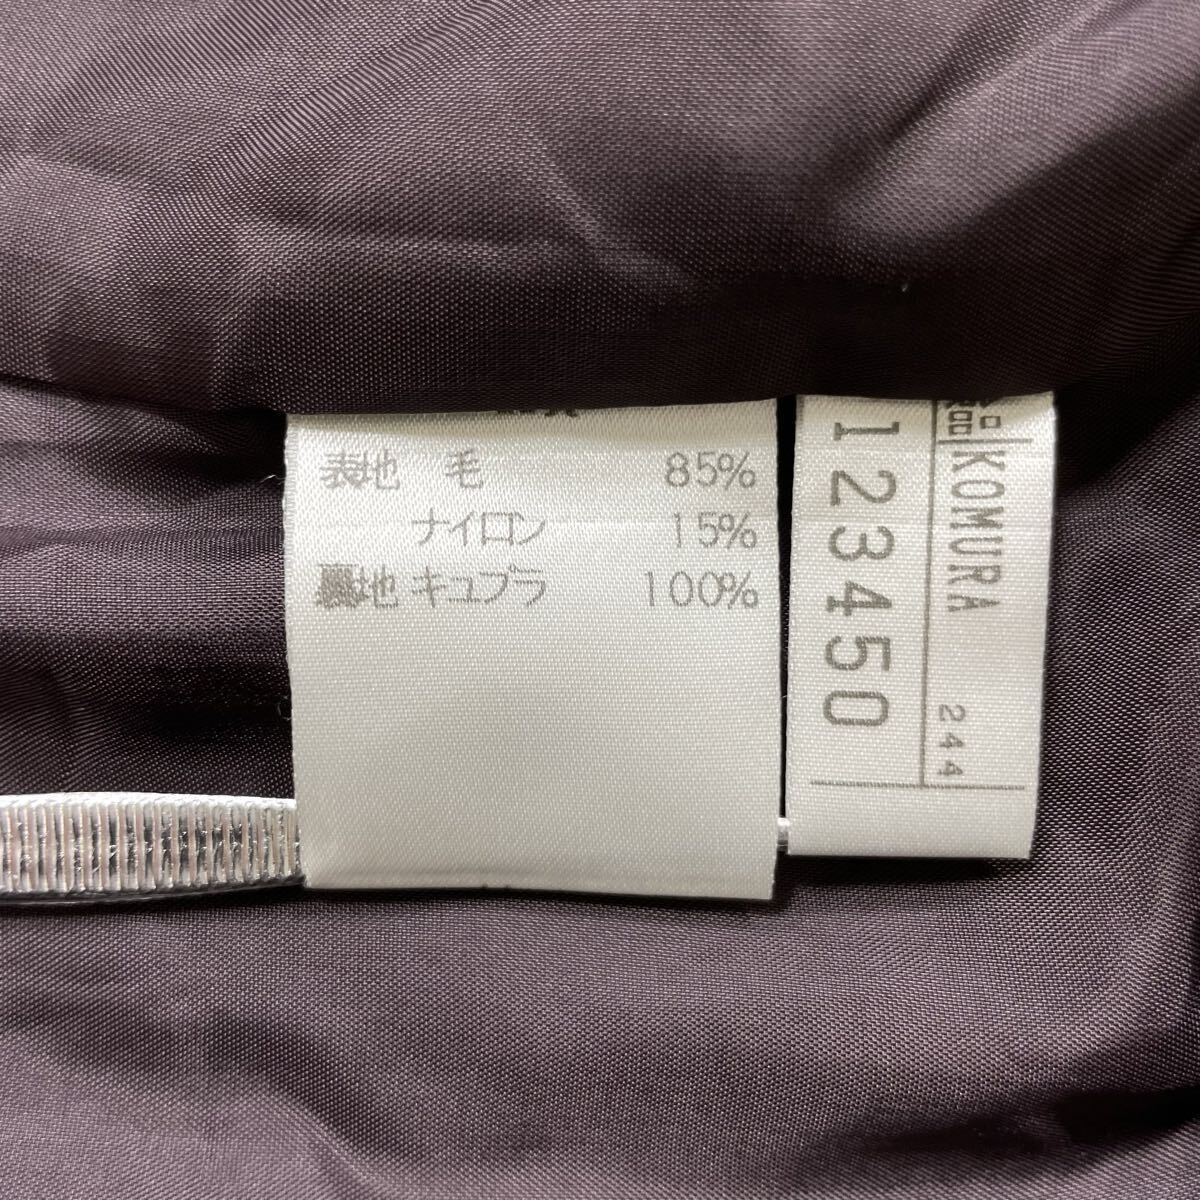 表地 毛 85%
ナイロン 15%
裏地 キュプラ 100%
KOMURA 244
123450